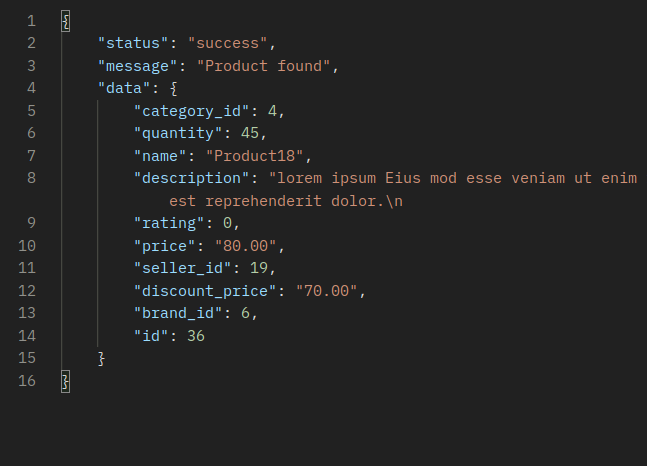 1 {
2 "status": "success",
3 "message": "Product found",
4 "data": {
5 "category_id": 4,
6 "quantity": 45,
7 "name": "Product18",
8 "description": "lorem ipsum Eius mod esse veniam ut enim
est reprehenderit dolor.\n
9 "rating": 0,
10 "price": "80.00",
11 "seller_id": 19,
12 "discount_price": "70.00",
13 "brand_id": 6,
14 "id": 36
15 }
16 }